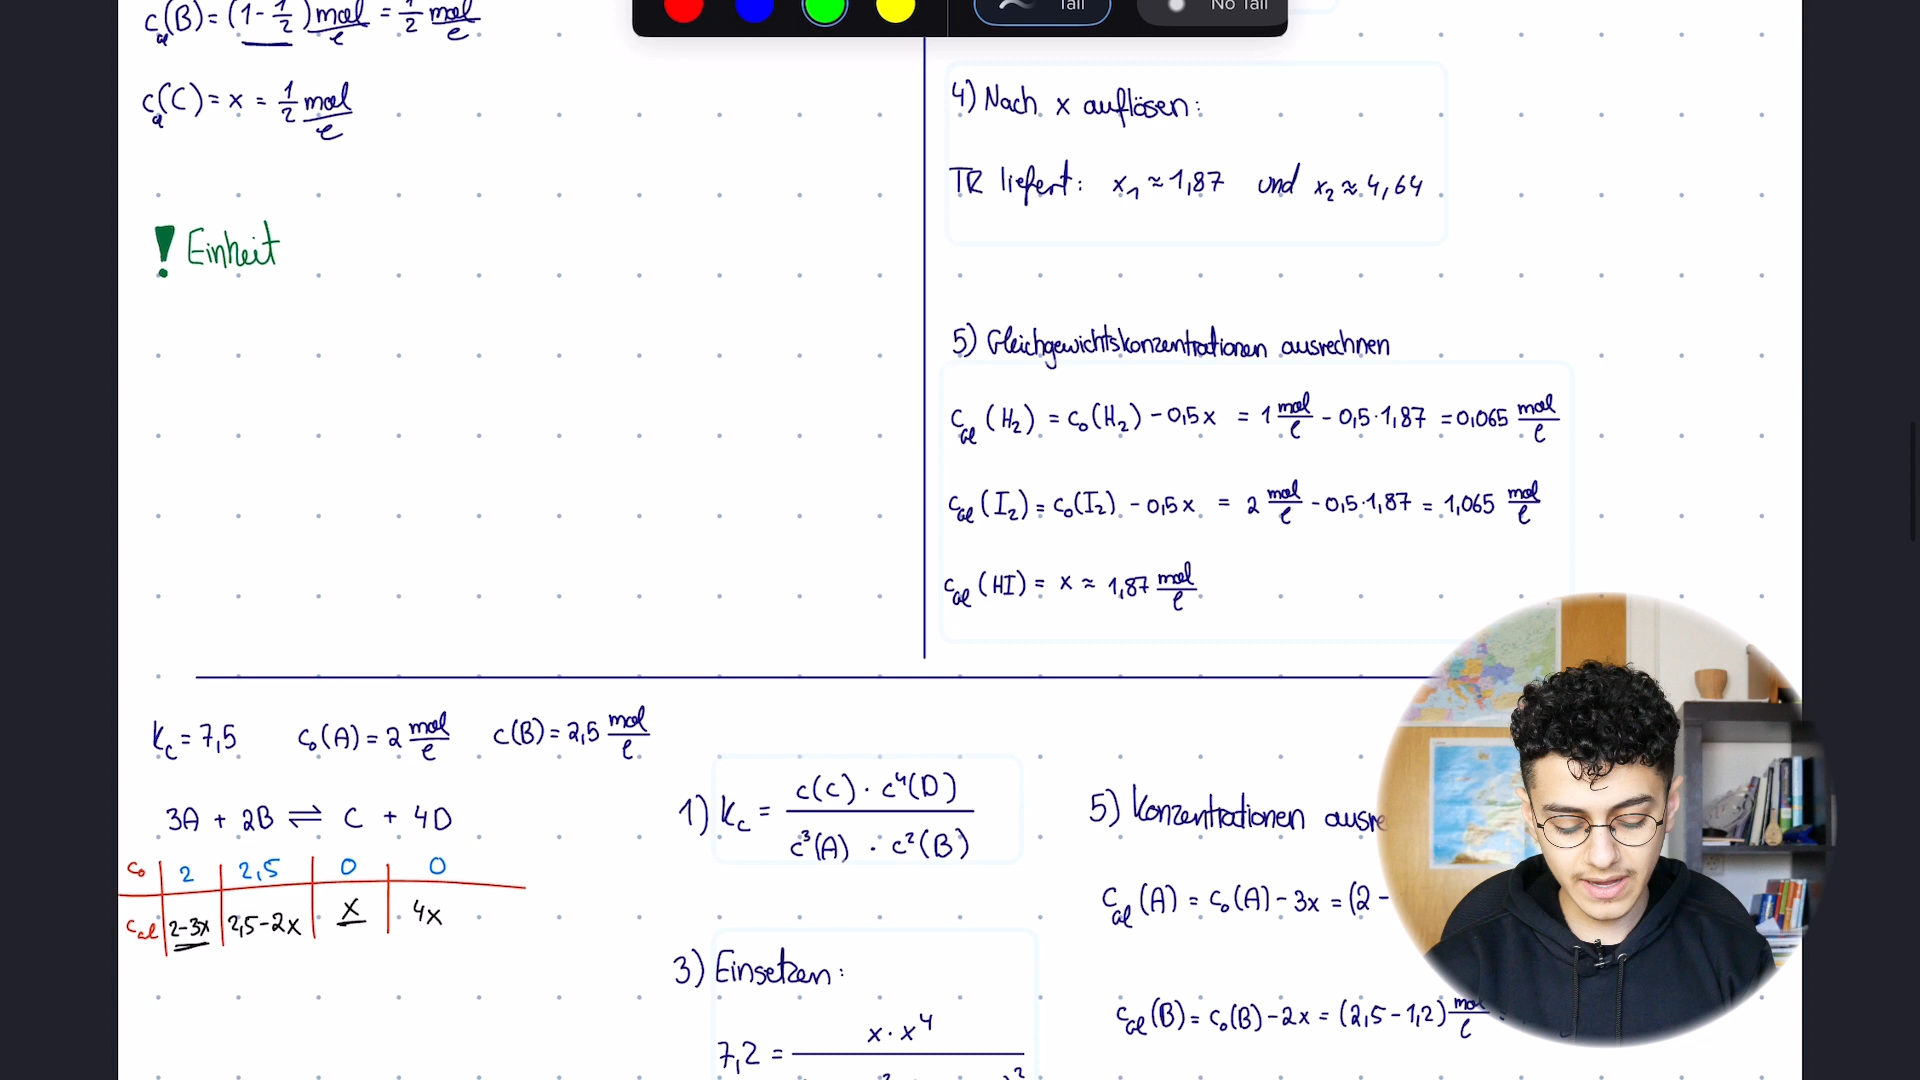 Tail
No Tail
c_gl(B) = (1 - 1/2) mol/l = 1/2 mol/l
c_gl(C) = x = 1/2 mol/l
! Einheit
4) Nach x auflösen:
TR liefert: x₁ ≈ 1,87 und x₂ ≈ 4,64
5) Gleichgewichtskonzentrationen ausrechnen
c_gl (H₂) = c₀(H₂) - 0,5x = 1 mol/l - 0,5·1,87 = 0,065 mol/l
c_gl (I₂) = c₀(I₂) - 0,5x = 2 mol/l - 0,5·1,87 = 1,065 mol/l
c_gl (HI) = x ≈ 1,87 mol/l
K_c = 7,5 c₀(A) = 2 mol/l c(B) = 2,5 mol/l
3A + 2B ⇌ C + 4D
c₀ 2 2,5 0 0
c_gl 2-3x 2,5-2x x 4x
1) K_c = c(C) · c⁴(D) / c³(A) · c²(B)
3) Einsetzen:
7,2 = x · x⁴
5) Konzentrationen
c_gl (A) = c₀(A) - 3x = (2 -
c_gl (B) = c₀(B) - 2x = (2,5 - 1,2) mol/l